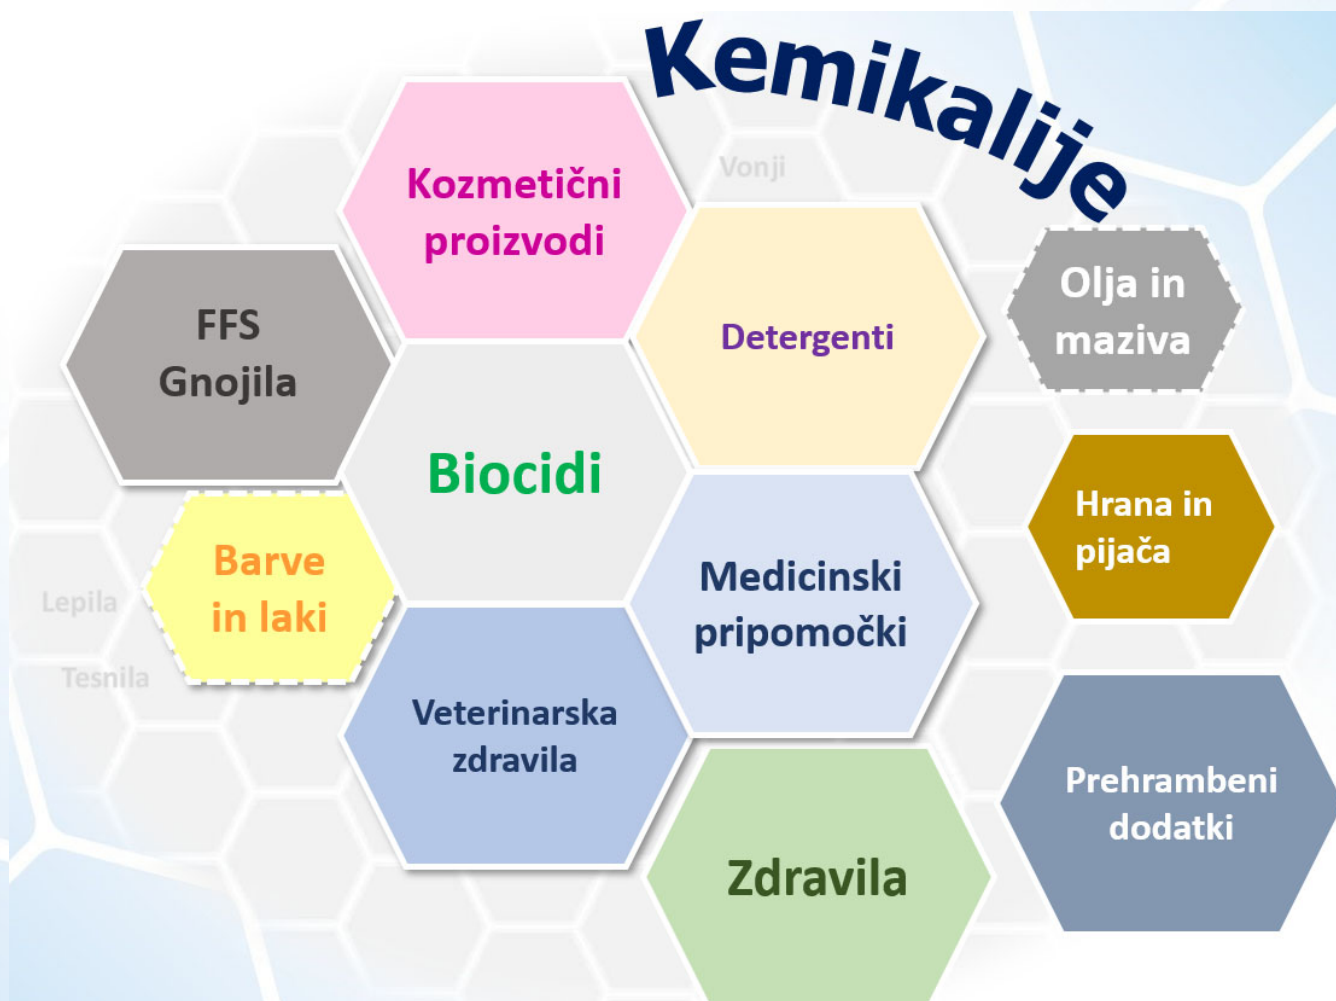 Kemikalije
Vonji
Kozmetični
proizvodi
FFS
Gnojila
Detergenti
Olja in
maziva
Biocidi
Hrana in
pijača
Barve
in laki
Medicinski
pripomočki
Lepila
Tesnila
Veterinarska
zdravila
Prehrambeni
dodatki
Zdravila